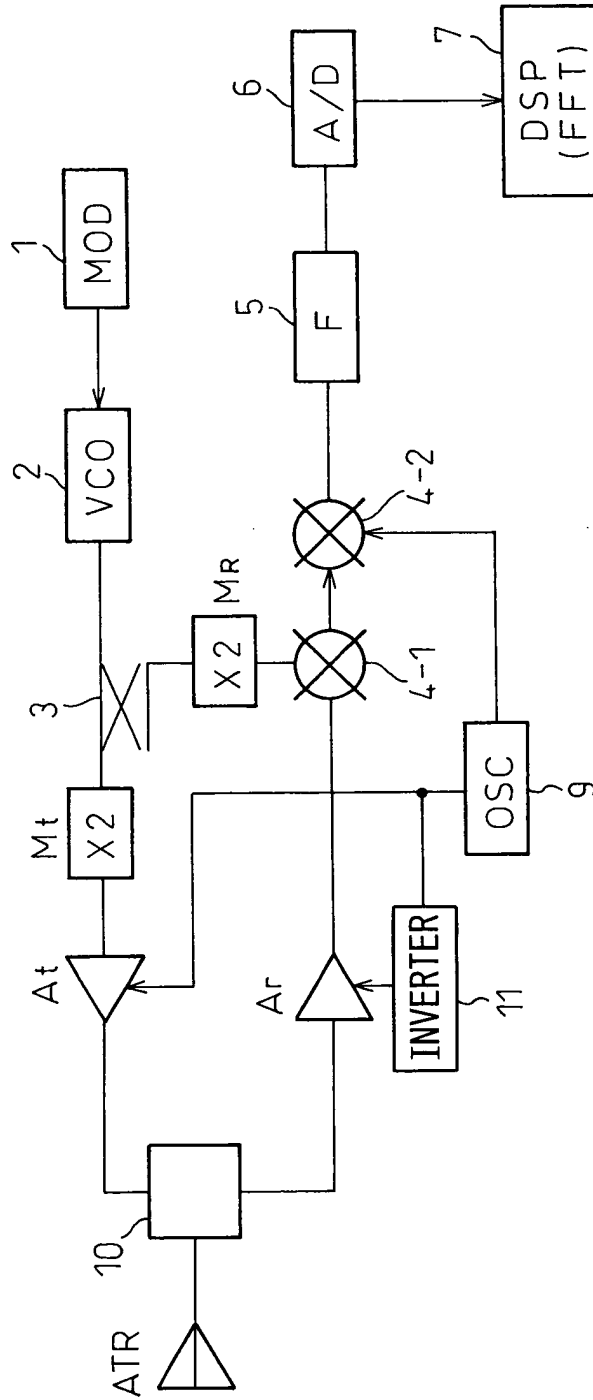 ATR
10
At
Mt
X2
3
VCO
2
MOD
1
X2
MR
Ar
4-1
4-2
F
5
A/D
6
DSP
(FFT)
7
INVERTER
11
OSC
9